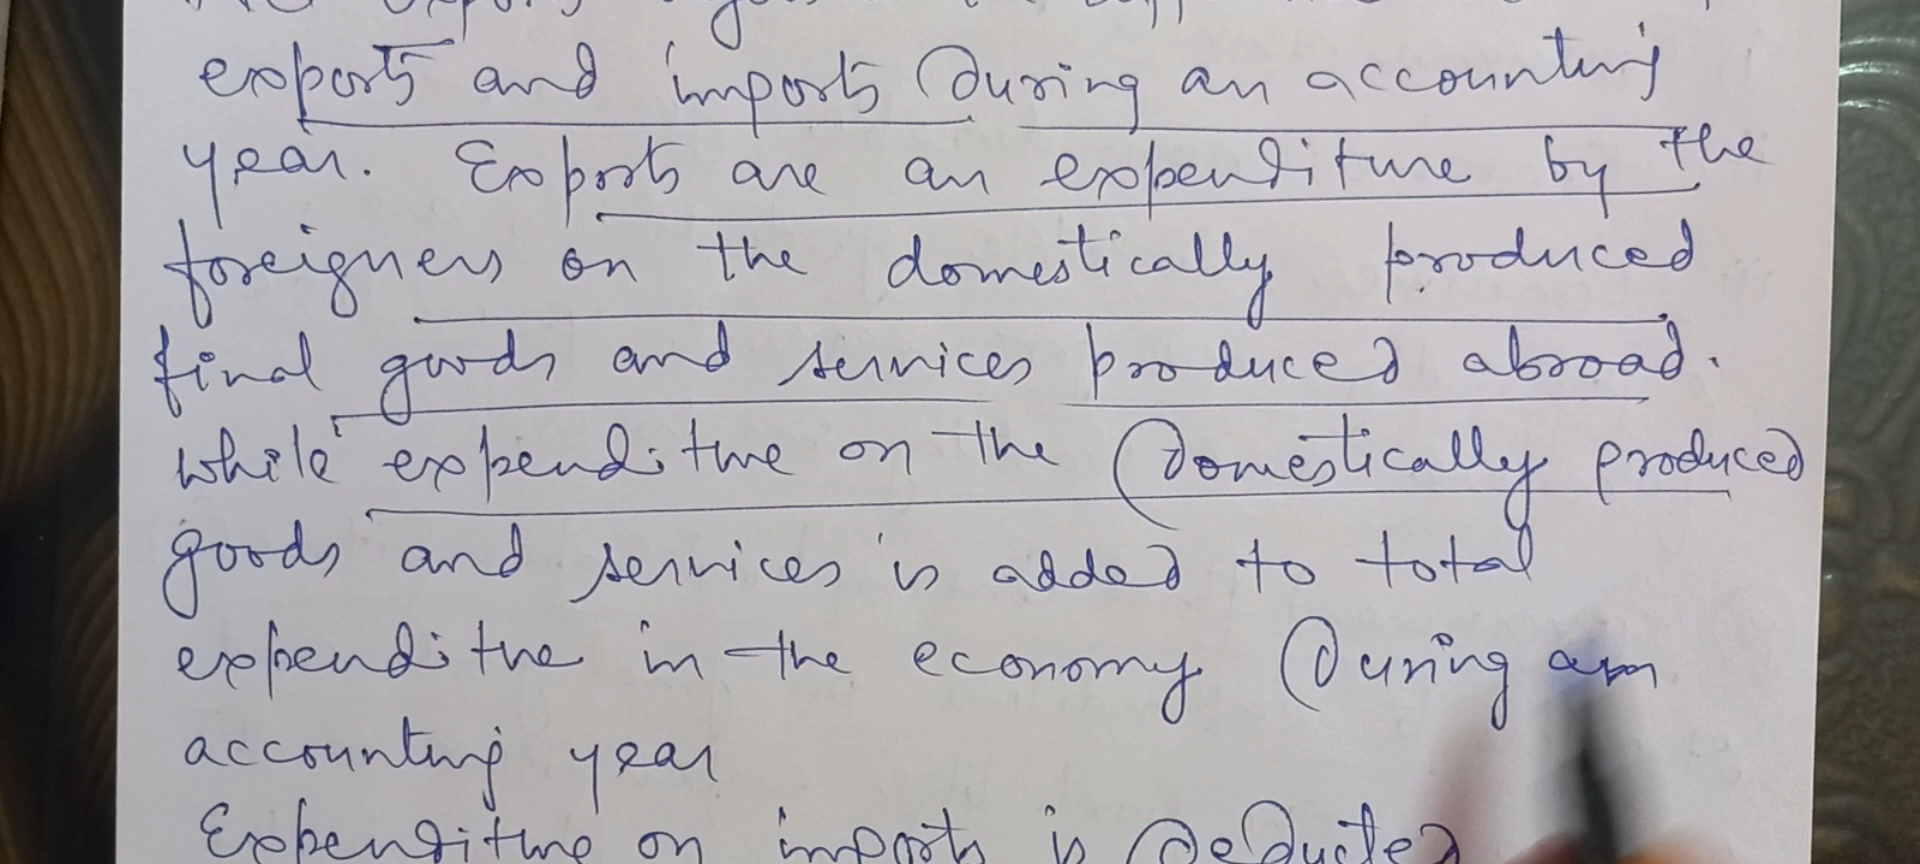 exports and imports during an accounting
year. Exports are an expenditure by the
foreigners on the domestically produced
final goods and services produced abroad.
while expenditure on the domestically produced
goods and services is added to total
expenditure in the economy during an
accounting year
Expenditure on imports is deducted